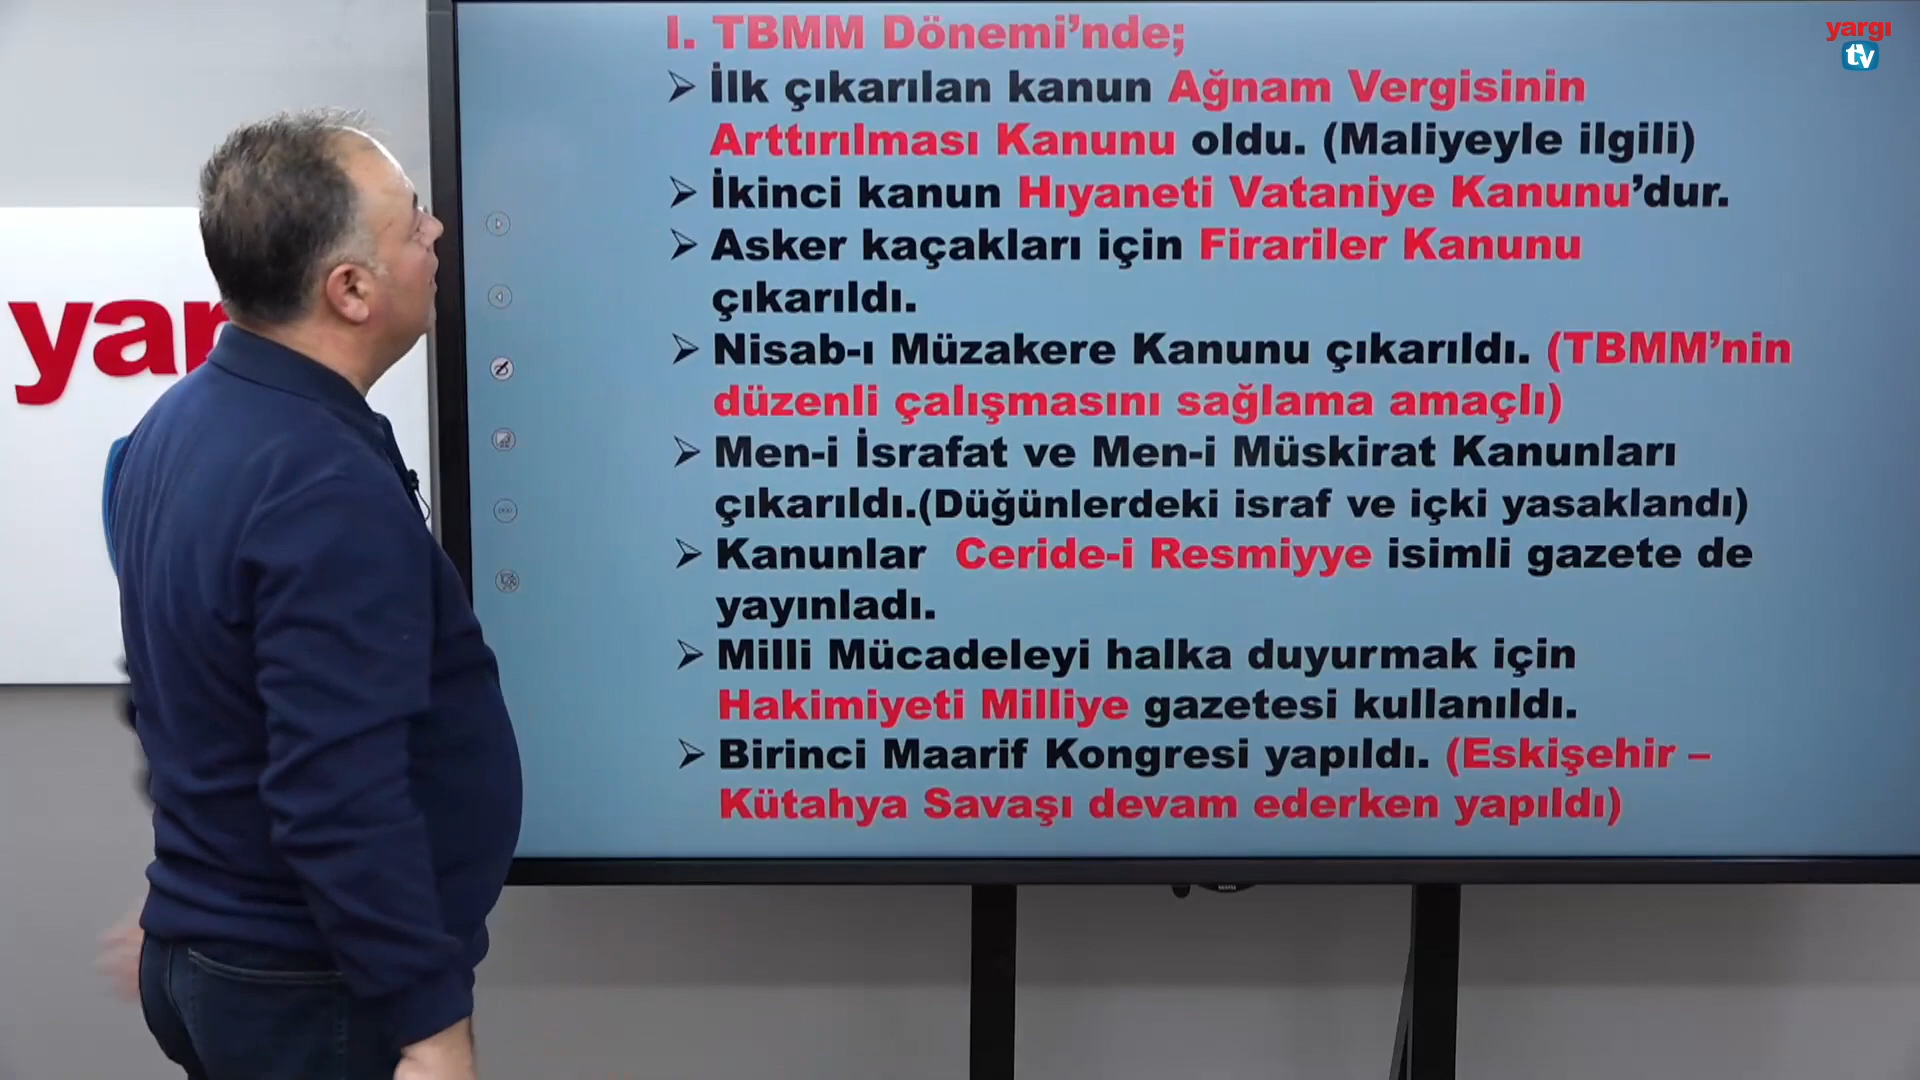 I. TBMM Dönemi’nde;
➢ İlk çıkarılan kanun Ağnam Vergisinin
Arttırılması Kanunu oldu. (Maliyeyle ilgili)
➢ İkinci kanun Hıyaneti Vataniye Kanunu’dur.
➢ Asker kaçakları için Firariler Kanunu
çıkarıldı.
➢ Nisab-ı Müzakere Kanunu çıkarıldı. (TBMM’nin
düzenli çalışmasını sağlama amaçlı)
➢ Men-i İsrafat ve Men-i Müskirat Kanunları
çıkarıldı.(Düğünlerdeki israf ve içki yasaklandı)
➢ Kanunlar Ceride-i Resmiyye isimli gazete de
yayınladı.
➢ Milli Mücadeleyi halka duyurmak için
Hakimiyeti Milliye gazetesi kullanıldı.
➢ Birinci Maarif Kongresi yapıldı. (Eskişehir –
Kütahya Savaşı devam ederken yapıldı)
yargı
tv
yar